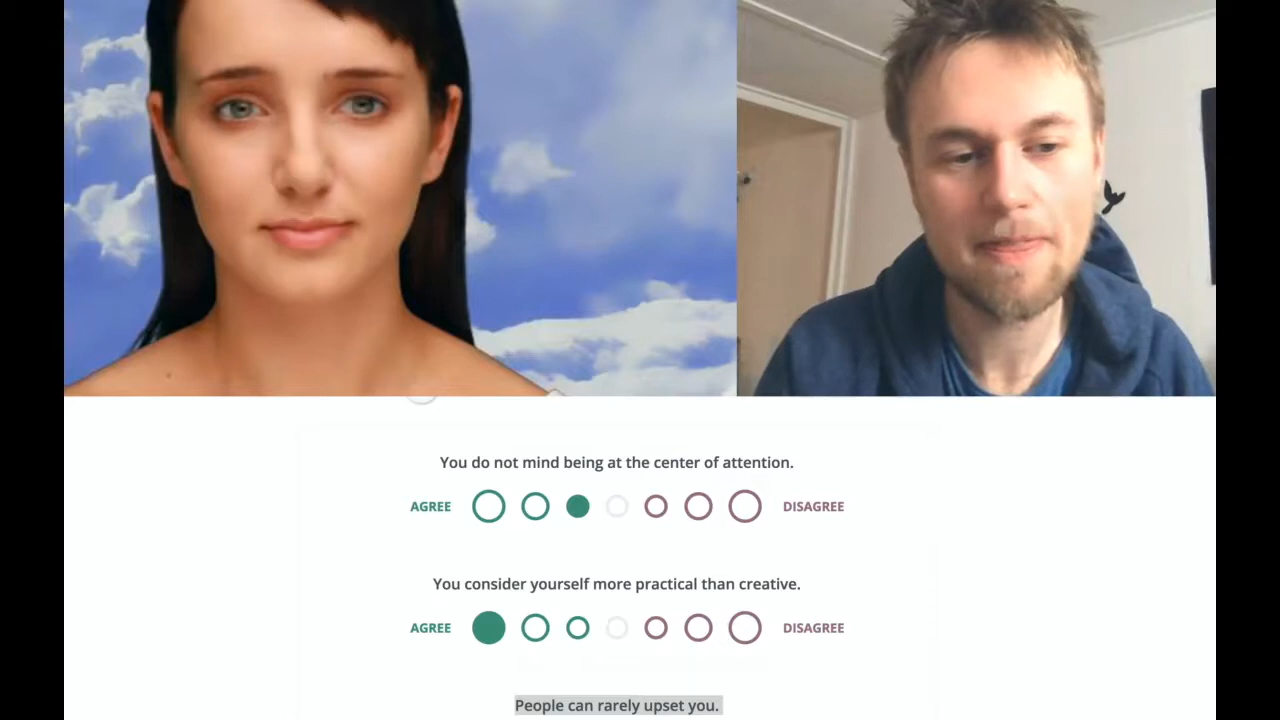 You do not mind being at the center of attention.
AGREE DISAGREE
You consider yourself more practical than creative.
AGREE DISAGREE
People can rarely upset you.